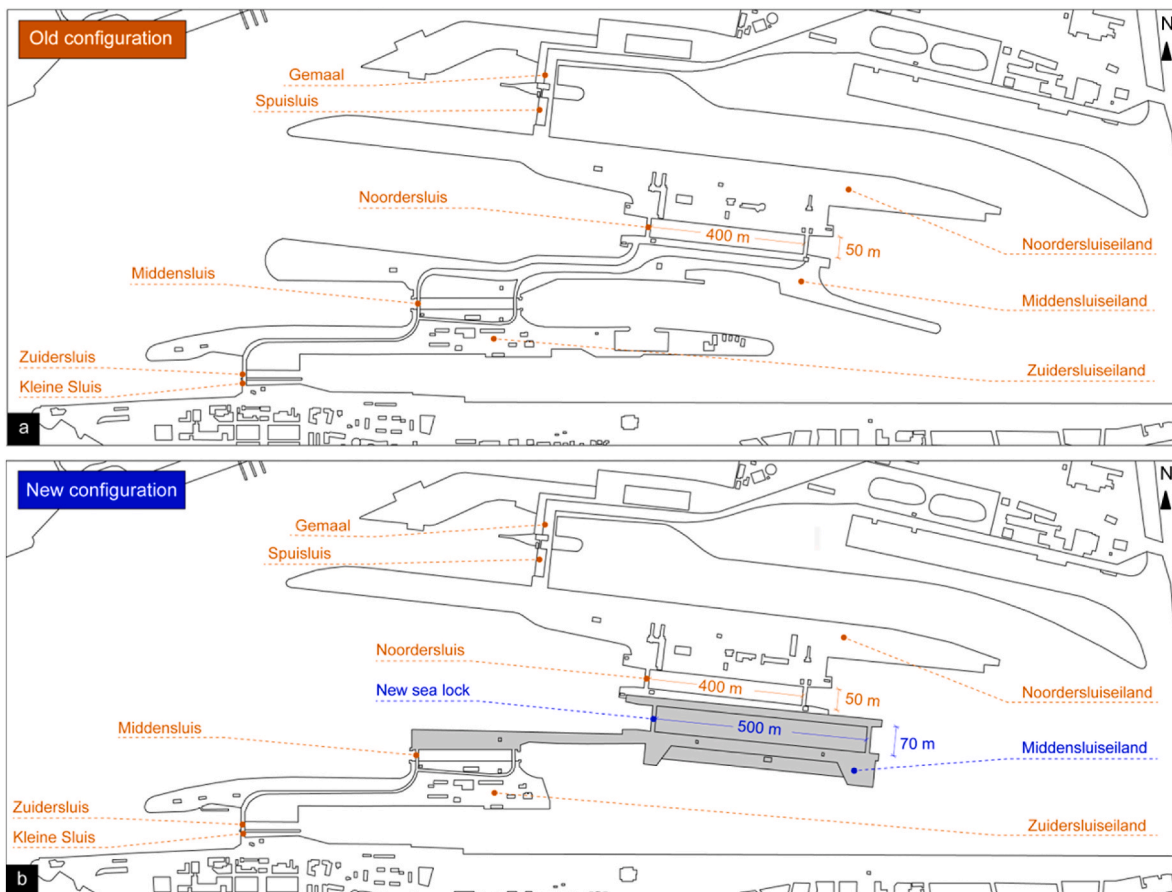 Old configuration
N
Gemaal
Spuisluis
Noordersluis
400 m
50 m
Noordersluiseiland
Middensluis
Middensluiseiland
Zuidersluis
Kleine Sluis
Zuidersluiseiland
a
New configuration
N
Gemaal
Spuisluis
Noordersluis
400 m
50 m
Noordersluiseiland
New sea lock
500 m
70 m
Middensluis
Middensluiseiland
Zuidersluis
Kleine Sluis
Zuidersluiseiland
b